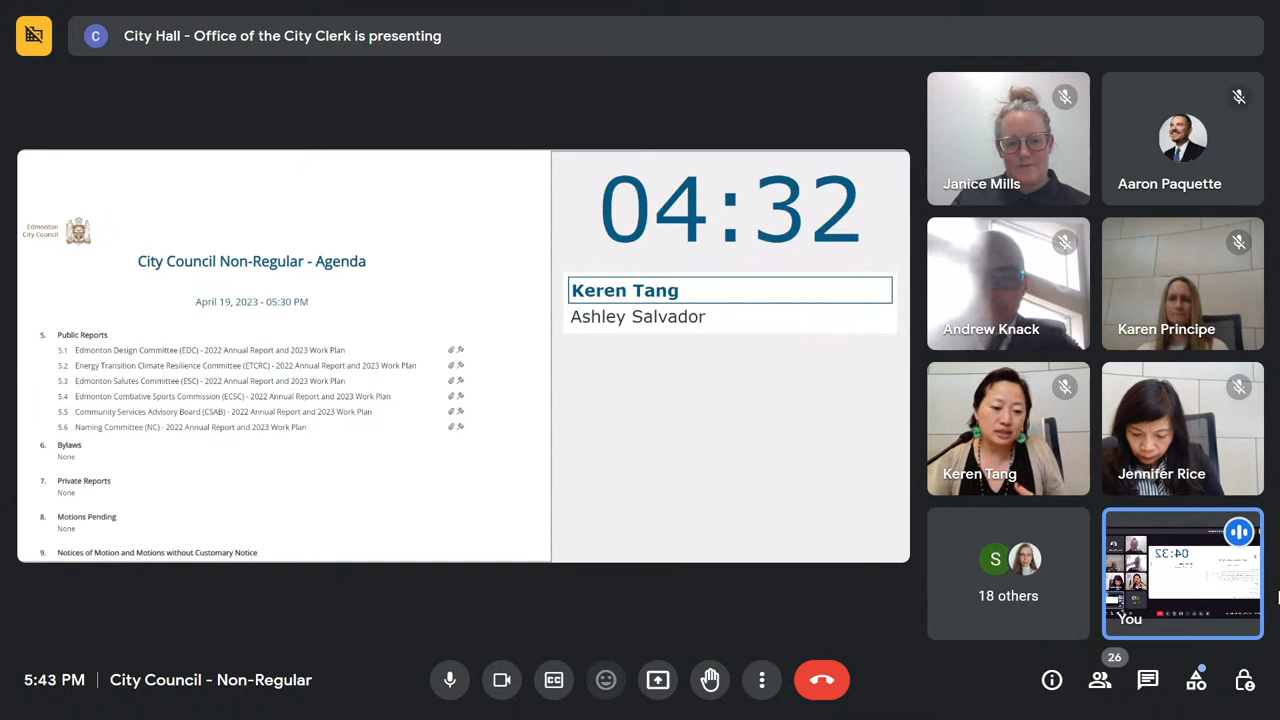 C City Hall - Office of the City Clerk is presenting
Edmonton
City Council
City Council Non-Regular - Agenda
April 19, 2023 - 05:30 PM
5. Public Reports
5.1 Edmonton Design Committee (EDC) - 2022 Annual Report and 2023 Work Plan
5.2 Energy Transition Climate Resilience Committee (ETCRC) - 2022 Annual Report and 2023 Work Plan
5.3 Edmonton Salutes Committee (ESC) - 2022 Annual Report and 2023 Work Plan
5.4 Edmonton Combative Sports Commission (ECSC) - 2022 Annual Report and 2023 Work Plan
5.5 Community Services Advisory Board (CSAB) - 2022 Annual Report and 2023 Work Plan
5.6 Naming Committee (NC) - 2022 Annual Report and 2023 Work Plan
6. Bylaws
None
7. Private Reports
None
8. Motions Pending
None
9. Notices of Motion and Motions without Customary Notice
04:32
Keren Tang
Ashley Salvador
Janice Mills
Aaron Paquette
Andrew Knack
Karen Principe
Keren Tang
Jennifer Rice
S
18 others
04:32
You
5:43 PM | City Council - Non-Regular
CC
26